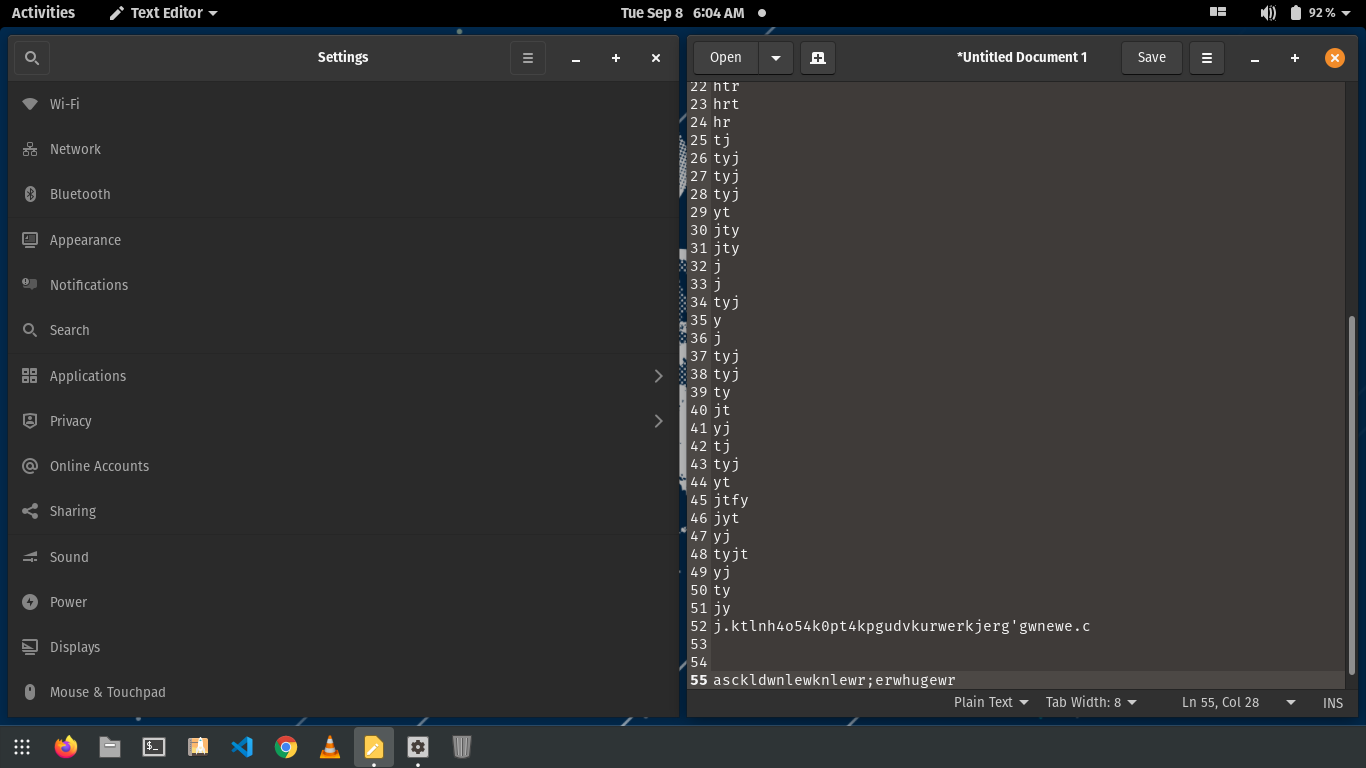 Activities Text Editor Tue Sep 8 6:04 AM 92 %
Settings
Wi-Fi
Network
Bluetooth
Appearance
Notifications
Search
Applications
Privacy
Online Accounts
Sharing
Sound
Power
Displays
Mouse & Touchpad
Open *Untitled Document 1 Save
22 htr
23 hrt
24 hr
25 tj
26 tyj
27 tyj
28 tyj
29 yt
30 jty
31 jty
32 j
33 j
34 tyj
35 y
36 j
37 tyj
38 tyj
39 ty
40 jt
41 yj
42 tj
43 tyj
44 yt
45 jtfy
46 jyt
47 yj
48 tyjt
49 yj
50 ty
51 jy
52 j.ktlnh4o54k0pt4kpgudvkurwerkjerg'gwnewe.c
53
54
55 asckldwnlewknlewr;erwhugewr
Plain Text Tab Width: 8 Ln 55, Col 28 INS